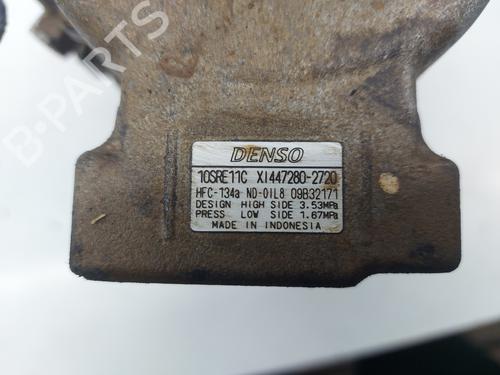 B-PARTS
DENSO
10SRE11C XI447280-2720
HFC-134a ND-OIL8 09B32171
DESIGN HIGH SIDE 3.53MPa
PRESS LOW SIDE 1.67MPa
MADE IN INDONESIA